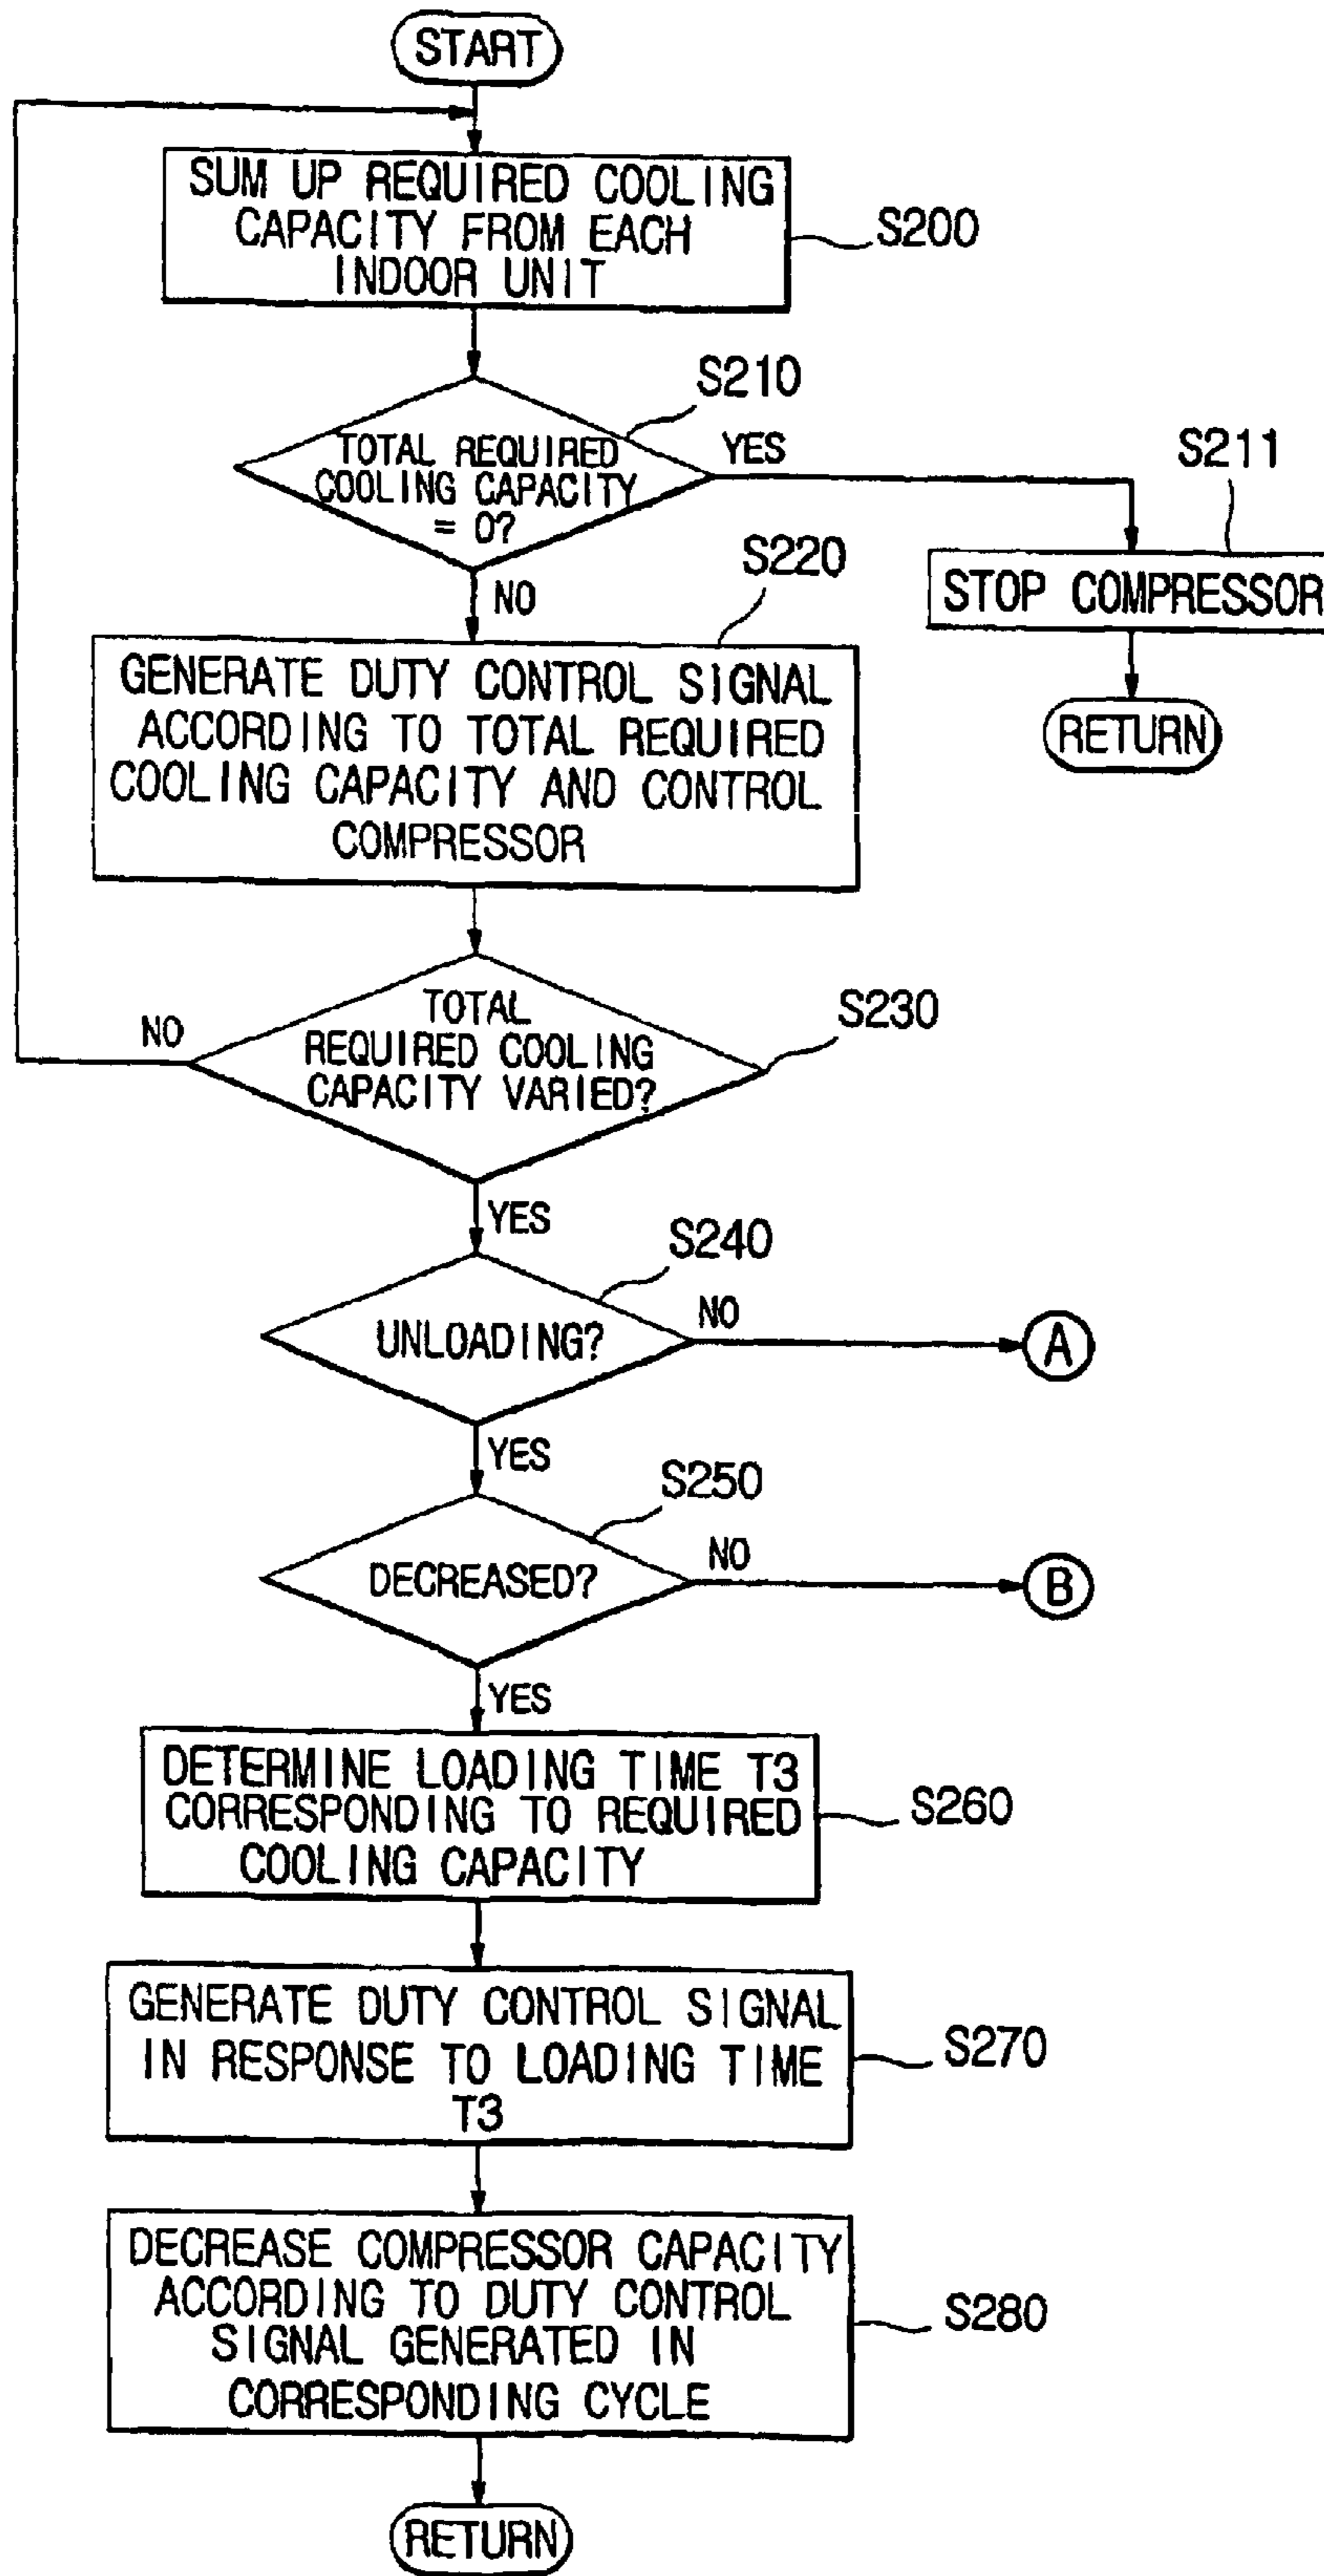 START
SUM UP REQUIRED COOLING
CAPACITY FROM EACH
INDOOR UNIT
S200
S210
TOTAL REQUIRED
COOLING CAPACITY
= 0?
YES
S211
STOP COMPRESSOR
RETURN
NO
S220
GENERATE DUTY CONTROL SIGNAL
ACCORDING TO TOTAL REQUIRED
COOLING CAPACITY AND CONTROL
COMPRESSOR
TOTAL
REQUIRED COOLING
CAPACITY VARIED?
S230
NO
YES
S240
UNLOADING?
NO
A
YES
S250
DECREASED?
NO
B
YES
DETERMINE LOADING TIME T3
CORRESPONDING TO REQUIRED
COOLING CAPACITY
S260
GENERATE DUTY CONTROL SIGNAL
IN RESPONSE TO LOADING TIME
T3
S270
DECREASE COMPRESSOR CAPACITY
ACCORDING TO DUTY CONTROL
SIGNAL GENERATED IN
CORRESPONDING CYCLE
S280
RETURN